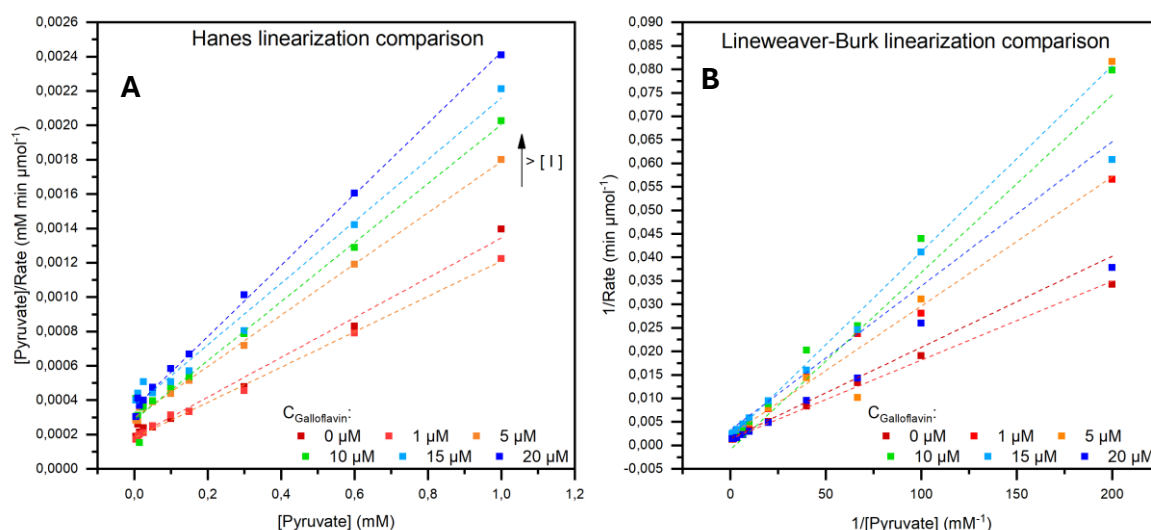 A
Hanes linearization comparison
[Pyruvate]/Rate (mM min µmol⁻¹)
0,0026
0,0024
0,0022
0,0020
0,0018
0,0016
0,0014
0,0012
0,0010
0,0008
0,0006
0,0004
0,0002
0,0000
> [ I ]
C_Galloflavin:
0 µM 1 µM 5 µM
10 µM 15 µM 20 µM
0,0 0,2 0,4 0,6 0,8 1,0 1,2
[Pyruvate] (mM)
B
Lineweaver-Burk linearization comparison
1/Rate (min µmol⁻¹)
0,090
0,085
0,080
0,075
0,070
0,065
0,060
0,055
0,050
0,045
0,040
0,035
0,030
0,025
0,020
0,015
0,010
0,005
0,000
-0,005
C_Galloflavin:
0 µM 1 µM 5 µM
10 µM 15 µM 20 µM
0 50 100 150 200
1/[Pyruvate] (mM⁻¹)